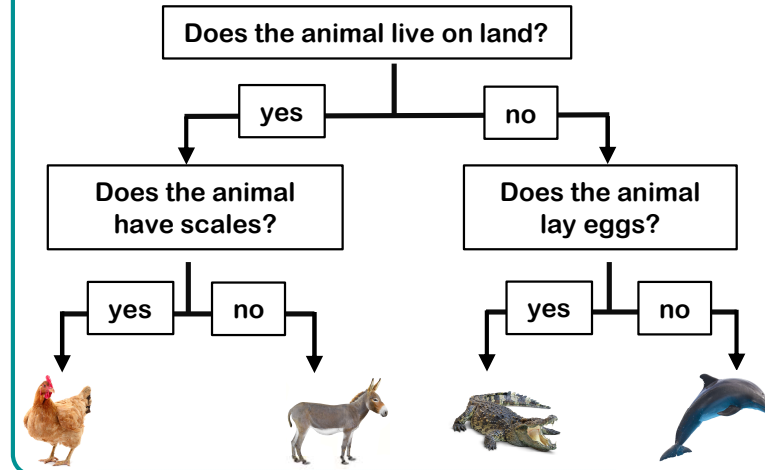 Does the animal live on land?
yes
no
Does the animal
have scales?
Does the animal
lay eggs?
yes
no
yes
no